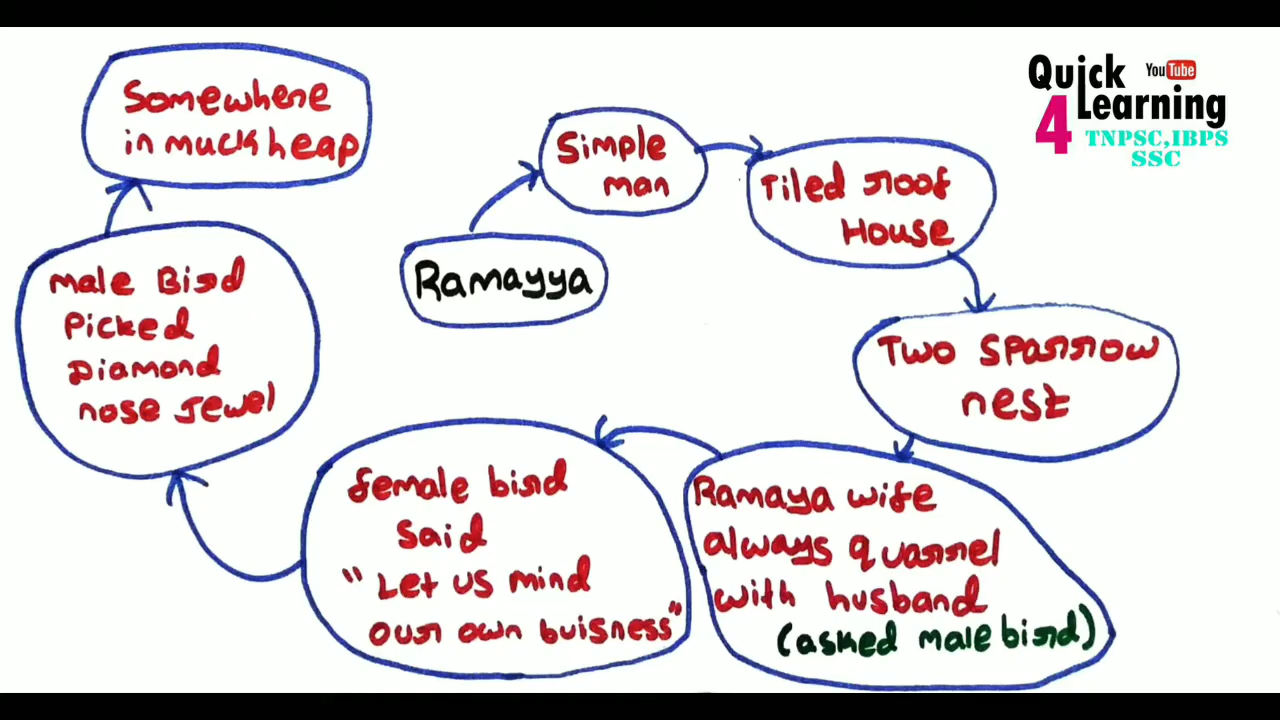 Somewhere
in muck heap
Quick
YouTube
4 Learning
TNPSC,IBPS
SSC
Simple
man
Tiled roof
House
Ramayya
Male Bird
Picked
Diamond
nose Jewel
Two Sparrow
nest
Ramaya wife
always quarrel
with husband
(asked male bird)
female bird
said
"Let us mind
our own buisness"